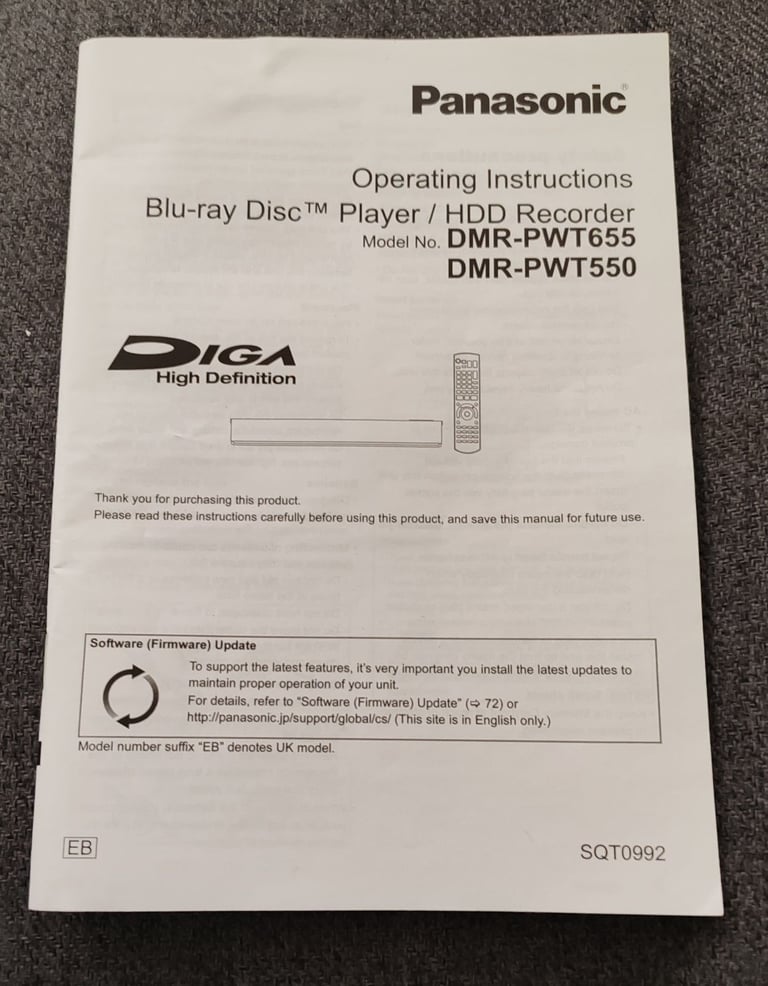 Panasonic®
Operating Instructions
Blu-ray Disc™ Player / HDD Recorder
Model No. DMR-PWT655
DMR-PWT550
DIGA
High Definition
Thank you for purchasing this product.
Please read these instructions carefully before using this product, and save this manual for future use.
Software (Firmware) Update
To support the latest features, it's very important you install the latest updates to
maintain proper operation of your unit.
For details, refer to “Software (Firmware) Update” (⇨ 72) or
http://panasonic.jp/support/global/cs/ (This site is in English only.)
Model number suffix “EB” denotes UK model.
EB
SQT0992